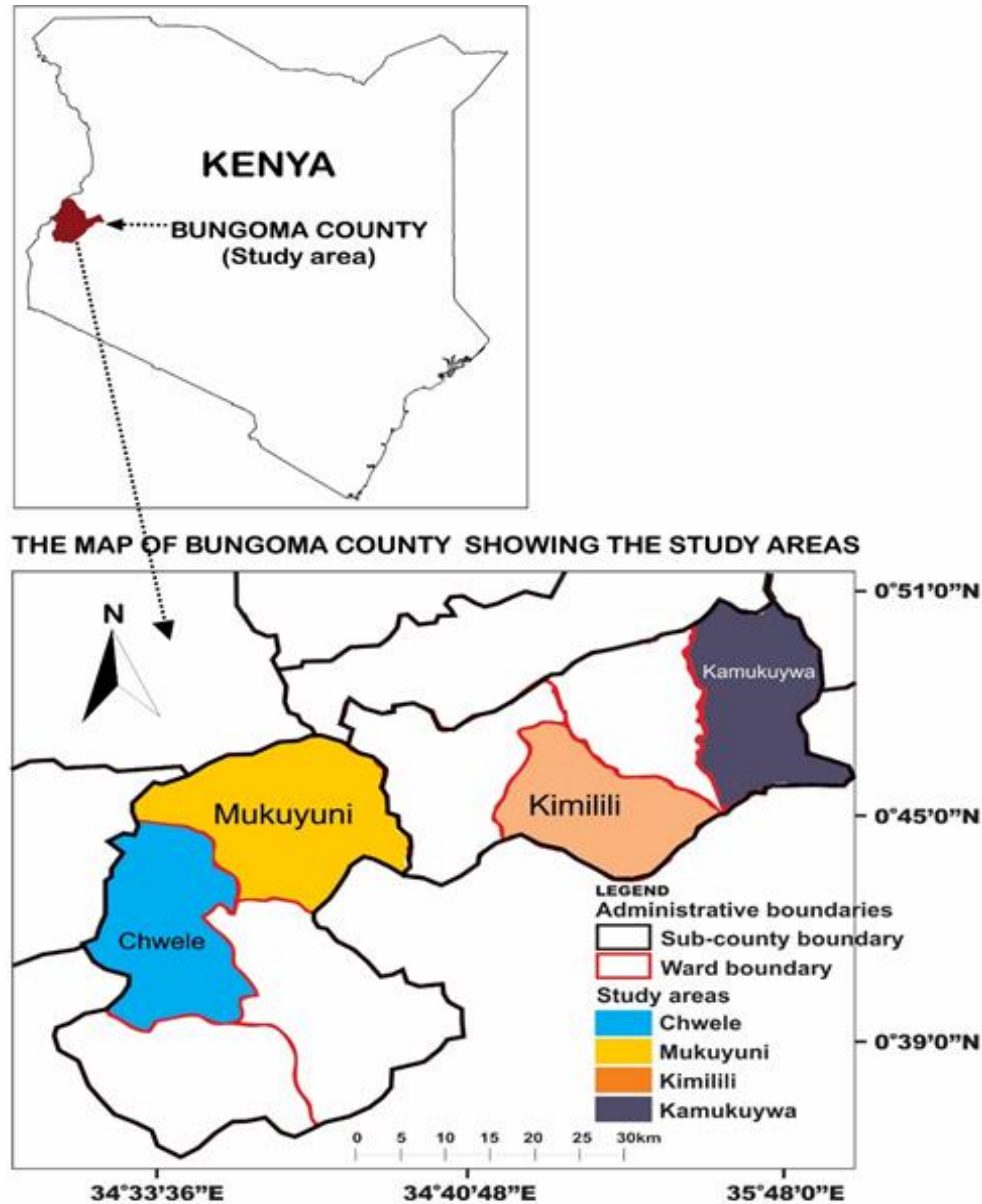 KENYA
BUNGOMA COUNTY
(Study area)
THE MAP OF BUNGOMA COUNTY SHOWING THE STUDY AREAS
N
0°51'0"N
Kamukuywa
Mukuyuni
Kimilili
0°45'0"N
Chwele
LEGEND
Administrative boundaries
Sub-county boundary
Ward boundary
Study areas
Chwele
Mukuyuni
Kimilili
Kamukuywa
0°39'0"N
0 5 10 15 20 25 30km
34°33'36"E 34°40'48"E 35°48'0"E